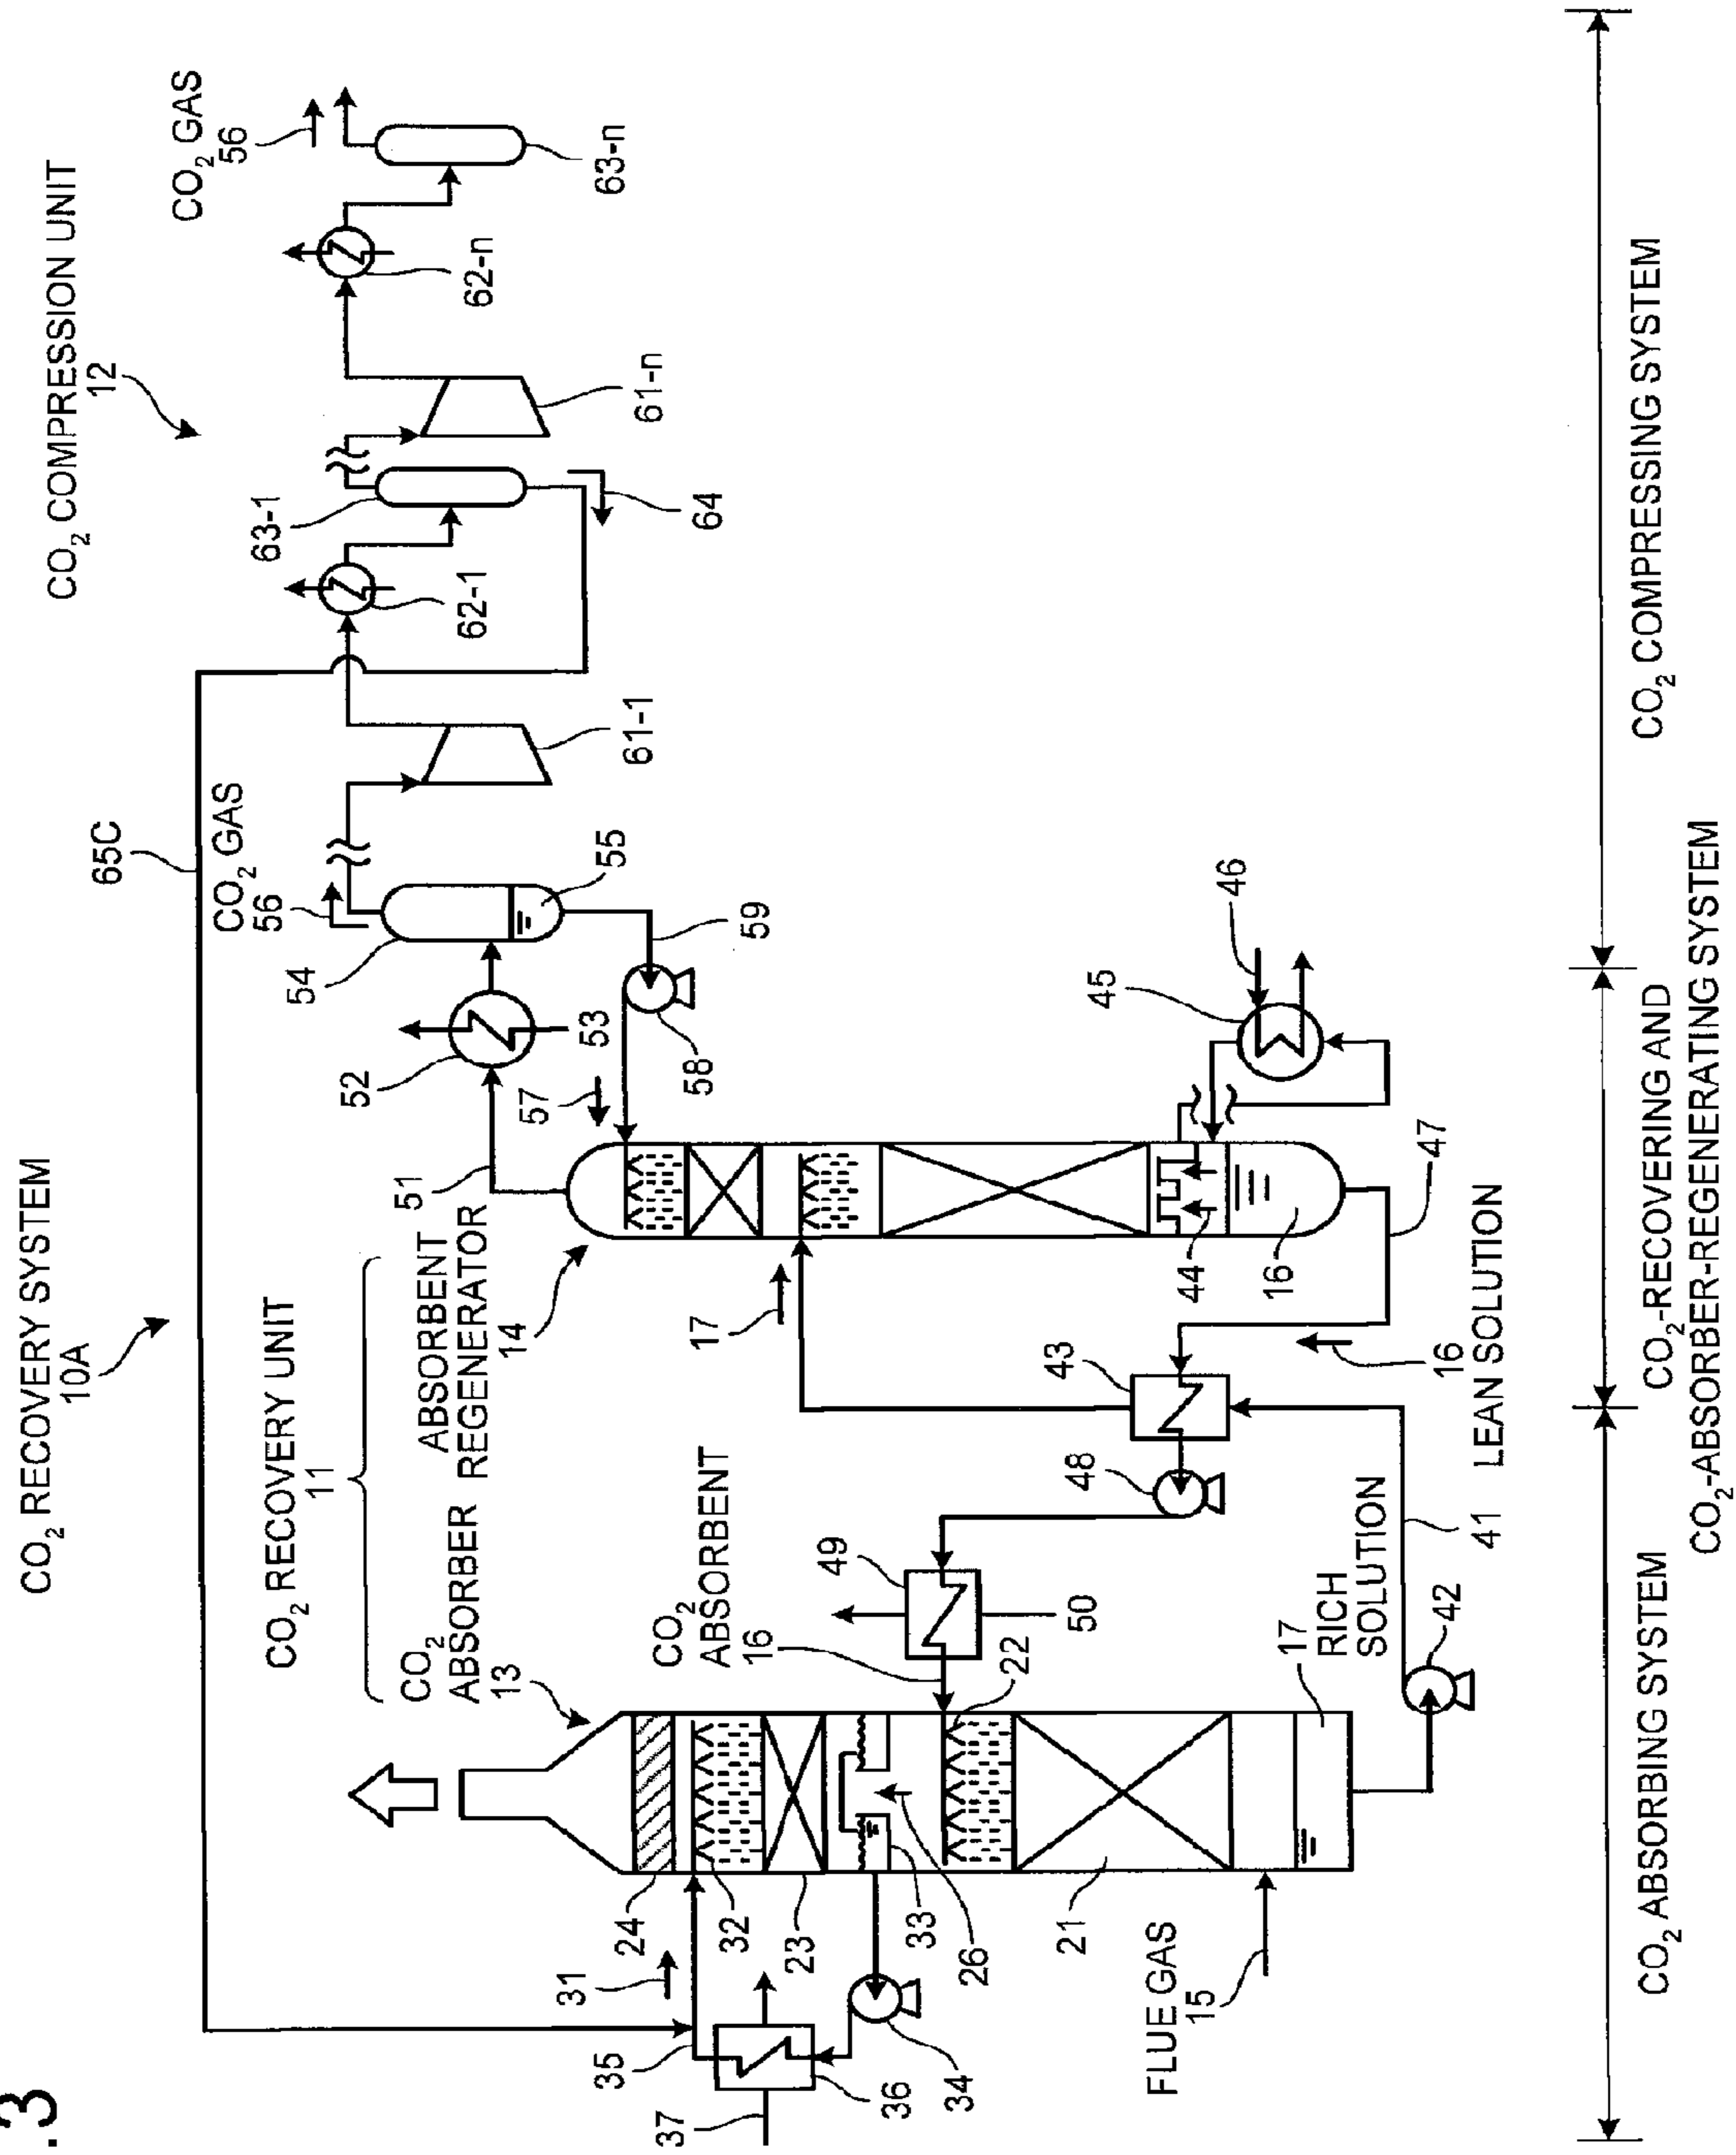 .3
CO2 RECOVERY SYSTEM
10A
65C
CO2 COMPRESSION UNIT
12
CO2 RECOVERY UNIT
11
CO2 ABSORBER
13
ABSORBENT REGENERATOR
14
CO2 GAS
56
CO2 GAS
56
51
52
53
54
55
57
58
59
61-1
62-1
63-1
64
61-n
62-n
63-n
24
31
32
35
37
36
34
23
33
26
21
22
FLUE GAS
15
CO2 ABSORBENT
16
49
50
48
43
17
44
16
45
46
47
17
RICH SOLUTION
42
41
16
LEAN SOLUTION
CO2 ABSORBING SYSTEM
CO2-RECOVERING AND
CO2-ABSORBER-REGENERATING SYSTEM
CO2 COMPRESSING SYSTEM